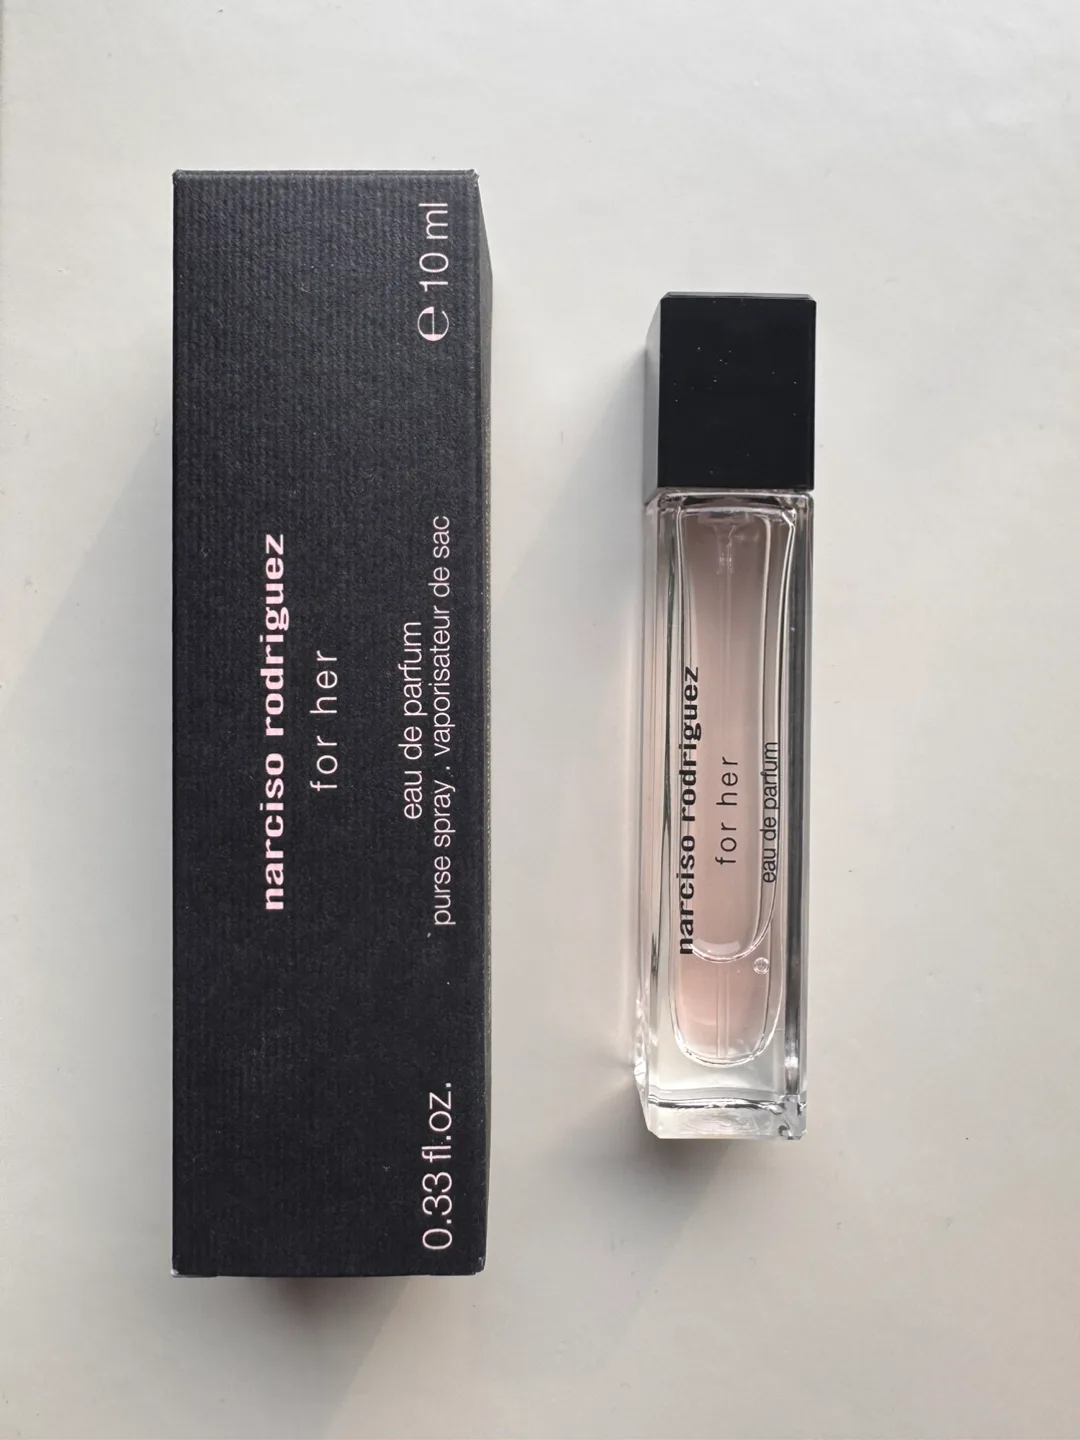 narciso rodriguez
for her
eau de parfum
purse spray . vaporisateur de sac
0.33 fl.oz.
℮ 10 ml
narciso rodriguez
for her
eau de parfum